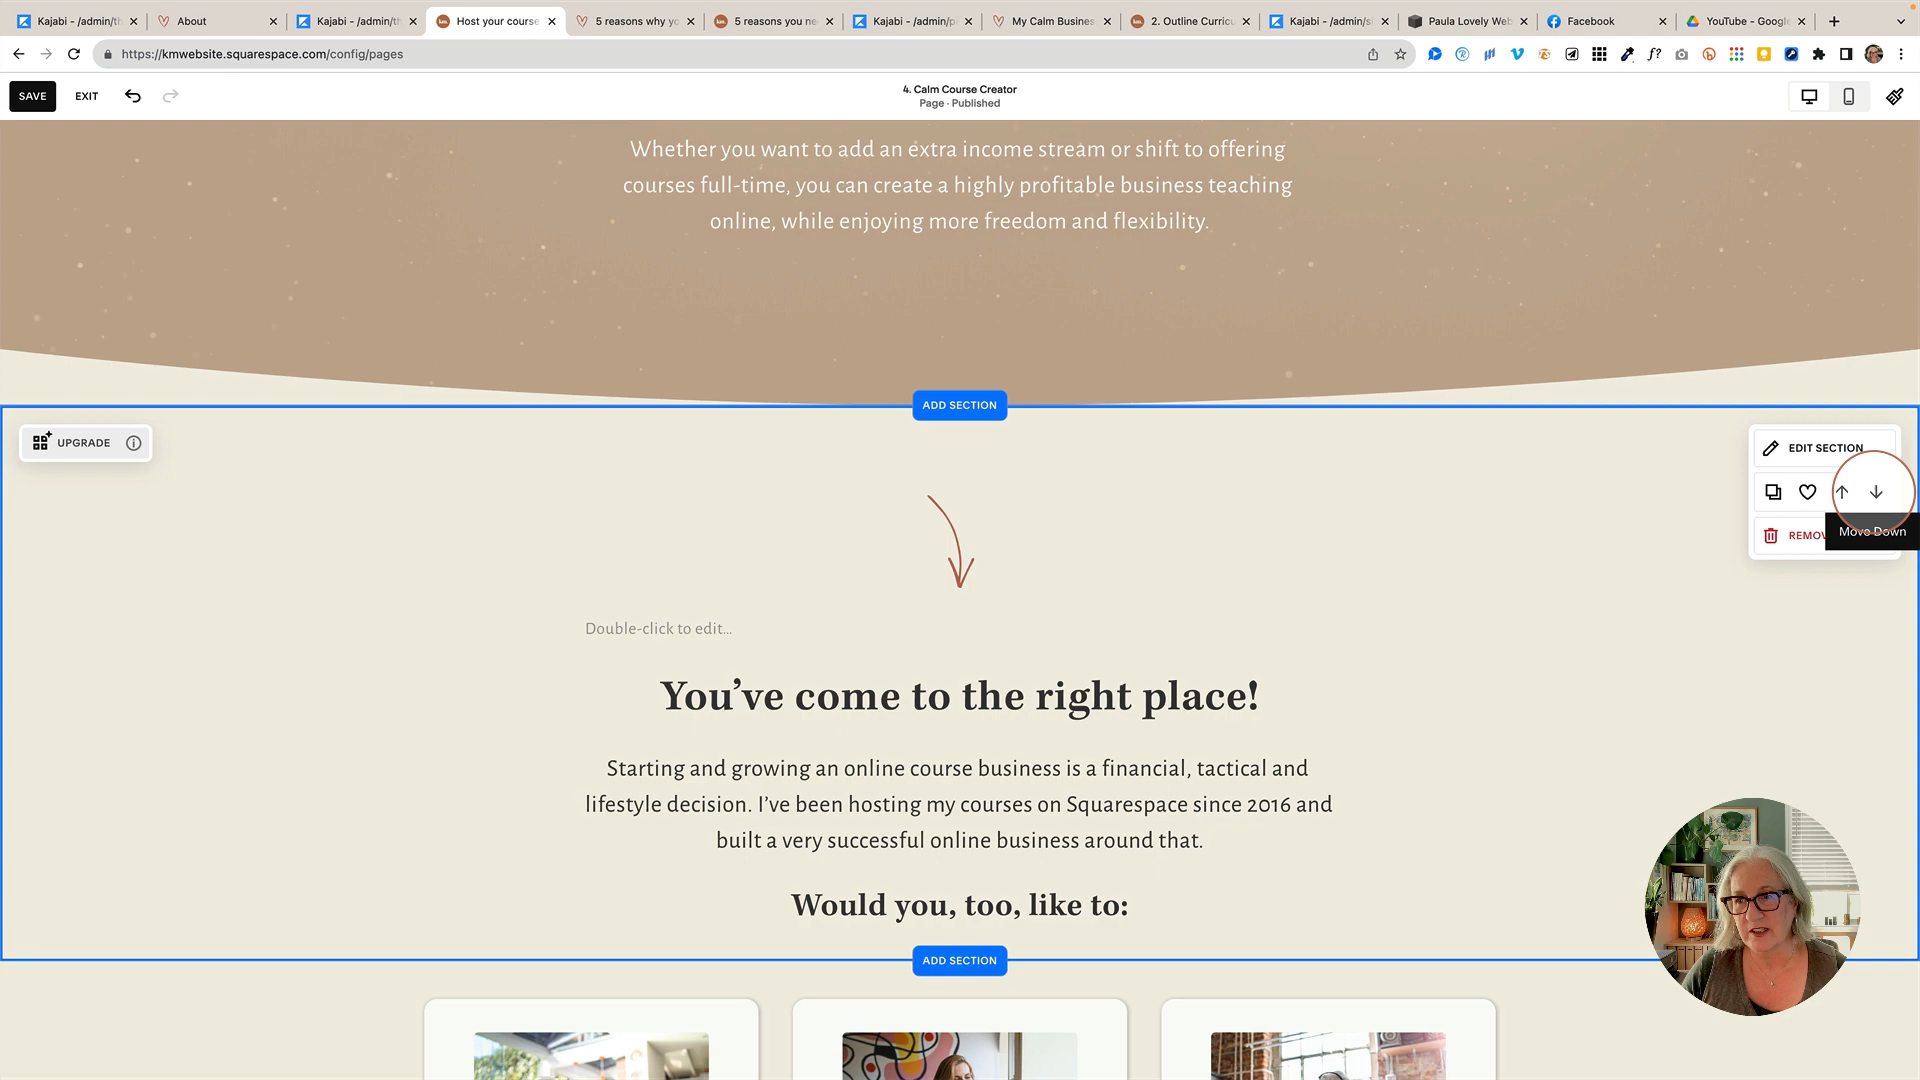 Kajabi - /admin/th
About
Kajabi - /admin/th
Host your course
5 reasons why yo
5 reasons you ne
Kajabi - /admin/p
My Calm Busines
2. Outline Curricu
Kajabi - /admin/s
Paula Lovely Web
Facebook
YouTube - Google
https://kmwebsite.squarespace.com/config/pages
SAVE
EXIT
4. Calm Course Creator
Page · Published
Whether you want to add an extra income stream or shift to offering
courses full-time, you can create a highly profitable business teaching
online, while enjoying more freedom and flexibility.
ADD SECTION
UPGRADE
EDIT SECTION
REMOV
Move Down
Double-click to edit...
You’ve come to the right place!
Starting and growing an online course business is a financial, tactical and
lifestyle decision. I’ve been hosting my courses on Squarespace since 2016 and
built a very successful online business around that.
Would you, too, like to:
ADD SECTION